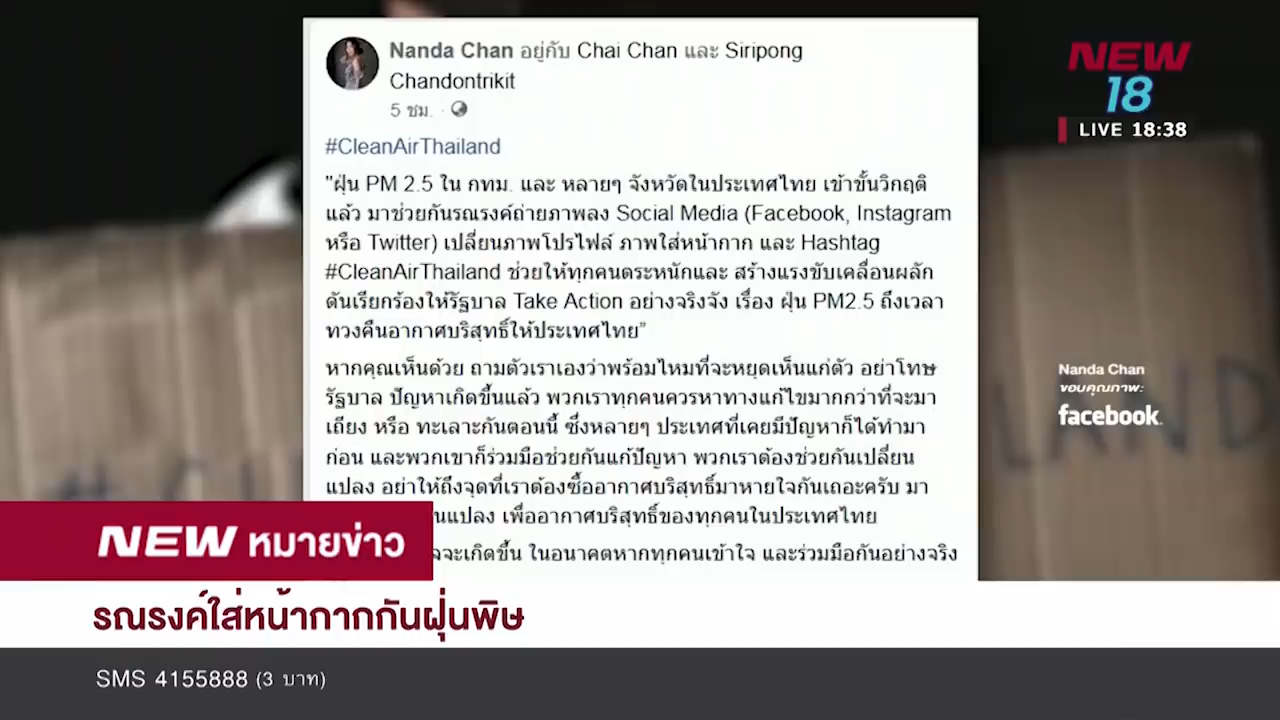 Nanda Chan อยู่กับ Chai Chan และ Siripong
Chandontrikit
5 ชม.
#CleanAirThailand
"ฝุ่น PM 2.5 ใน กทม. และ หลายๆ จังหวัดในประเทศไทย เข้าขั้นวิกฤติ
แล้ว มาช่วยกันรณรงค์ถ่ายภาพลง Social Media (Facebook, Instagram
หรือ Twitter) เปลี่ยนภาพโปรไฟล์ ภาพใส่หน้ากาก และ Hashtag
#CleanAirThailand ช่วยให้ทุกคนตระหนักและ สร้างแรงขับเคลื่อนผลัก
ดันเรียกร้องให้รัฐบาล Take Action อย่างจริงจัง เรื่อง ฝุ่น PM2.5 ถึงเวลา
ทวงคืนอากาศบริสุทธิ์ให้ประเทศไทย”
หากคุณเห็นด้วย ถามตัวเราเองว่าพร้อมไหมที่จะหยุดเห็นแก่ตัว อย่าโทษ
รัฐบาล ปัญหาเกิดขึ้นแล้ว พวกเราทุกคนควรหาทางแก้ไขมากกว่าที่จะมา
เถียง หรือ ทะเลาะกันตอนนี้ ซึ่งหลายๆ ประเทศที่เคยมีปัญหาก็ได้ทำมา
ก่อน และพวกเขาก็ร่วมมือช่วยกันแก้ปัญหา พวกเราต้องช่วยกันเปลี่ยน
แปลง อย่าให้ถึงจุดที่เราต้องซื้ออากาศบริสุทธิ์มาหายใจกันเถอะครับ มา
นแปลง เพื่ออากาศบริสุทธิ์ของทุกคนในประเทศไทย
จะเกิดขึ้น ในอนาคตหากทุกคนเข้าใจ และร่วมมือกันอย่างจริง
NEW
18
LIVE 18:38
Nanda Chan
ขอบคุณภาพ:
facebook
LAND
NEW หมายข่าว
รณรงค์ใส่หน้ากากกันฝุ่นพิษ
SMS 4155888 (3 บาท)